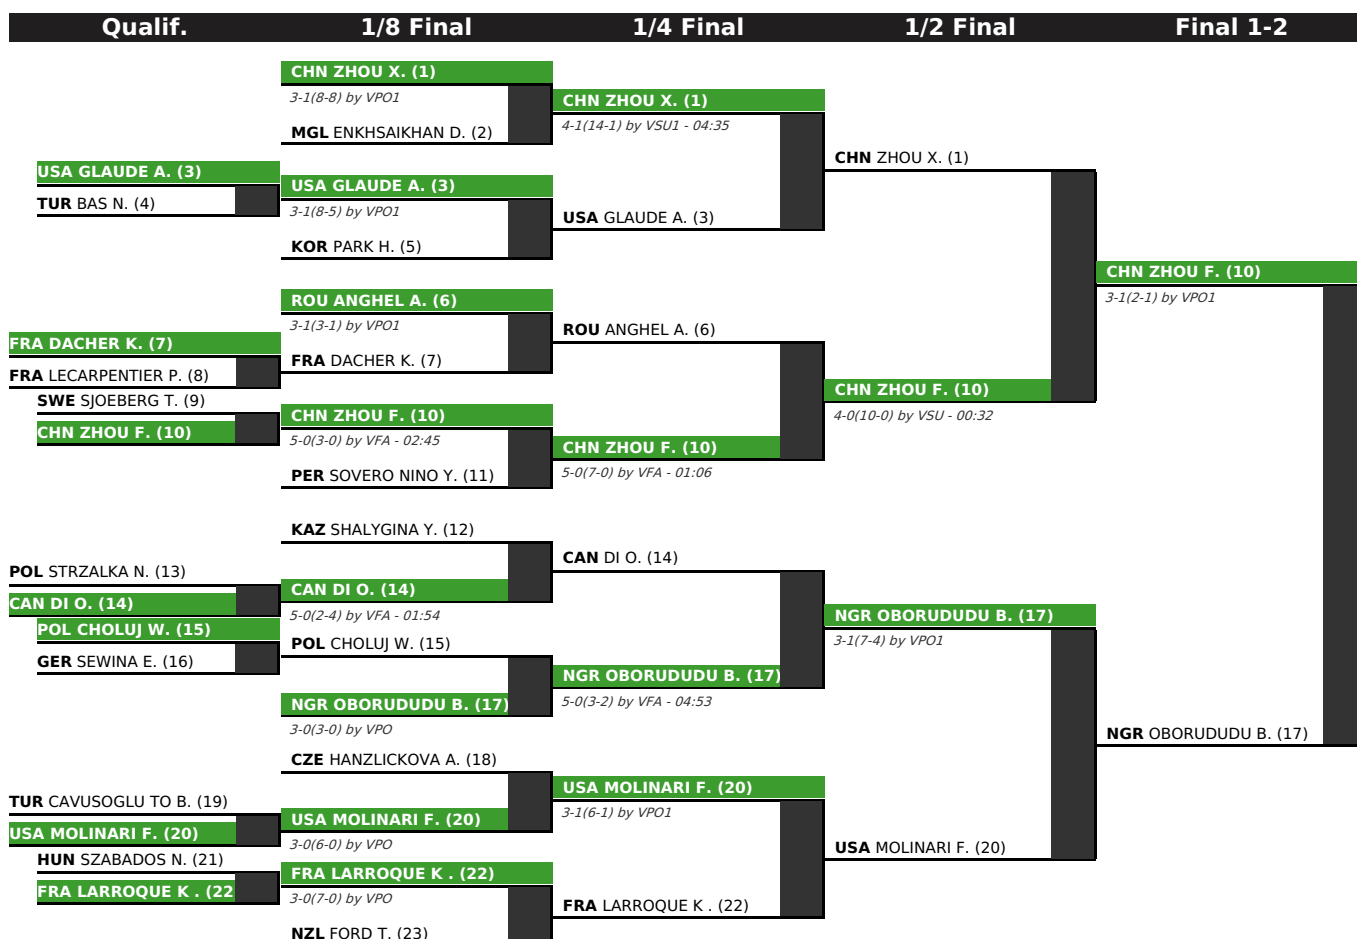 Qualif. 1/8 Final 1/4 Final 1/2 Final Final 1-2
CHN ZHOU X. (1)
3-1(8-8) by VPO1
CHN ZHOU X. (1)
4-1(14-1) by VSU1 - 04:35
MGL ENKHSAIKHAN D. (2)
CHN ZHOU X. (1)
USA GLAUDE A. (3)
USA GLAUDE A. (3)
TUR BAS N. (4)
3-1(8-5) by VPO1
USA GLAUDE A. (3)
KOR PARK H. (5)
CHN ZHOU F. (10)
3-1(2-1) by VPO1
ROU ANGHEL A. (6)
3-1(3-1) by VPO1
ROU ANGHEL A. (6)
FRA DACHER K. (7)
FRA DACHER K. (7)
FRA LECARPENTIER P. (8)
CHN ZHOU F. (10)
SWE SJOEBERG T. (9)
CHN ZHOU F. (10)
4-0(10-0) by VSU - 00:32
CHN ZHOU F. (10)
5-0(3-0) by VFA - 02:45
CHN ZHOU F. (10)
PER SOVERO NINO Y. (11)
5-0(7-0) by VFA - 01:06
KAZ SHALYGINA Y. (12)
CAN DI O. (14)
POL STRZALKA N. (13)
CAN DI O. (14)
CAN DI O. (14)
5-0(2-4) by VFA - 01:54
NGR OBORUDUDU B. (17)
POL CHOLUJ W. (15)
POL CHOLUJ W. (15)
3-1(7-4) by VPO1
GER SEWINA E. (16)
NGR OBORUDUDU B. (17)
NGR OBORUDUDU B. (17)
5-0(3-2) by VFA - 04:53
3-0(3-0) by VPO
NGR OBORUDUDU B. (17)
CZE HANZLICKOVA A. (18)
USA MOLINARI F. (20)
TUR CAVUSOGLU TO B. (19)
3-1(6-1) by VPO1
USA MOLINARI F. (20)
USA MOLINARI F. (20)
3-0(6-0) by VPO
USA MOLINARI F. (20)
HUN SZABADOS N. (21)
FRA LARROQUE K . (22)
FRA LARROQUE K . (22
3-0(7-0) by VPO
FRA LARROQUE K . (22)
NZL FORD T. (23)